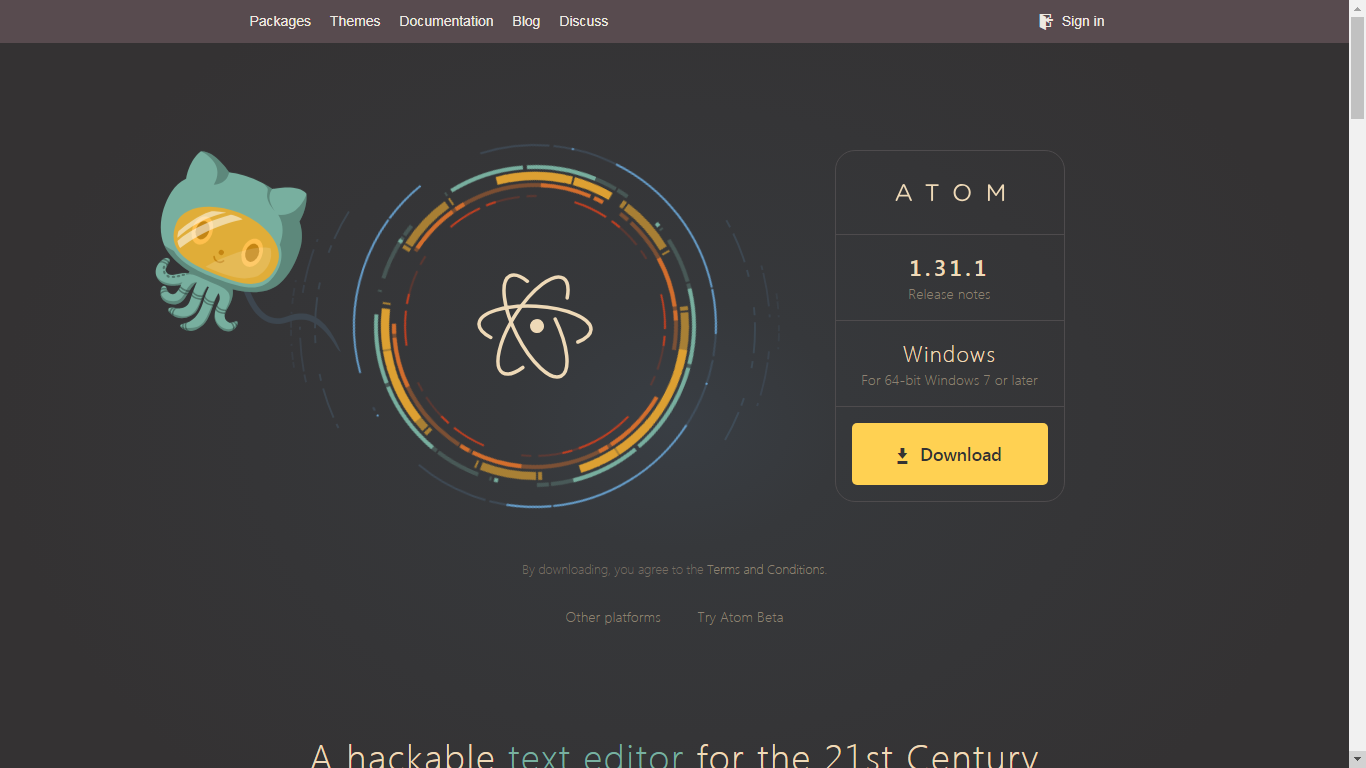 Packages Themes Documentation Blog Discuss Sign in
ATOM
1.31.1
Release notes
Windows
For 64-bit Windows 7 or later
Download
By downloading, you agree to the Terms and Conditions.
Other platforms Try Atom Beta
A hackable text editor for the 21st Century